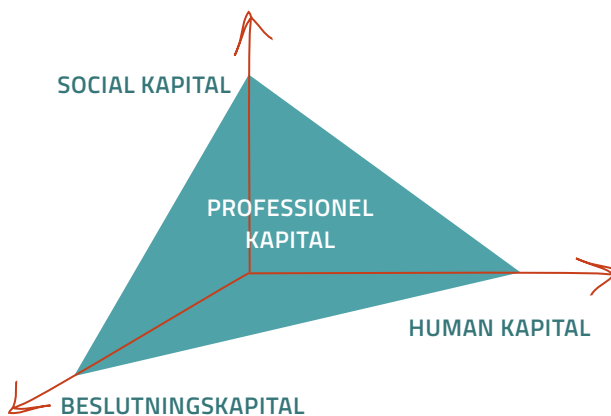 SOCIAL KAPITAL
PROFESSIONEL
KAPITAL
HUMAN KAPITAL
BESLUTNINGSKAPITAL